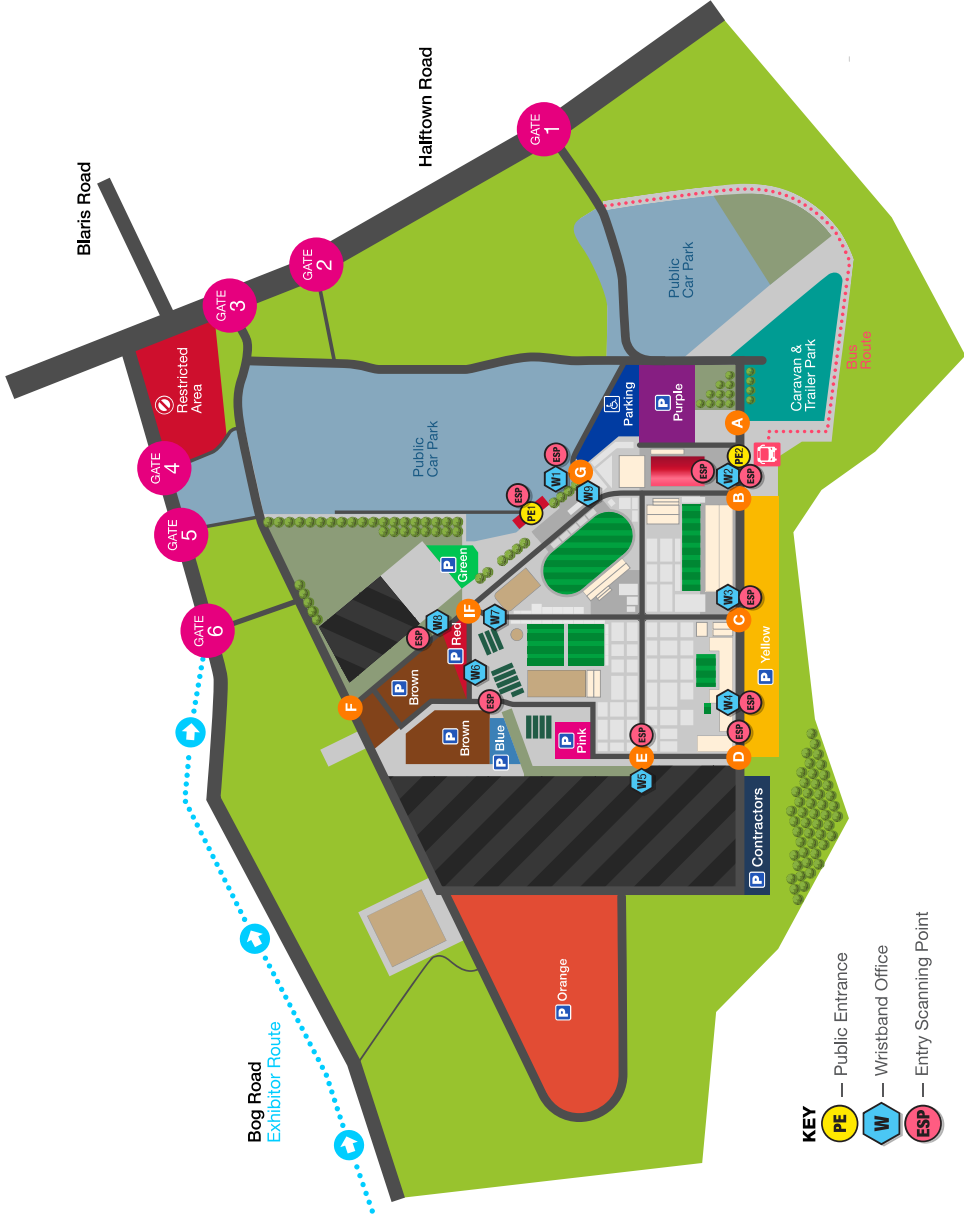 Blaris Road
Halftown Road
GATE
1
GATE
2
GATE
3
GATE
4
GATE
5
GATE
6
Restricted
Area
Public
Car Park
Public
Car Park
Caravan &
Trailer Park
Bus
Route
Parking
P Purple
A
B
C
D
E
F
IF
G
PE1
PE2
W1
W2
W3
W4
W5
W6
W7
W8
W9
ESP
ESP
ESP
ESP
ESP
ESP
ESP
ESP
ESP
ESP
P Green
P Red
P Brown
P Brown
P Blue
P Pink
P Yellow
P Contractors
P Orange
Bog Road
Exhibitor Route
KEY
PE – Public Entrance
W – Wristband Office
ESP – Entry Scanning Point